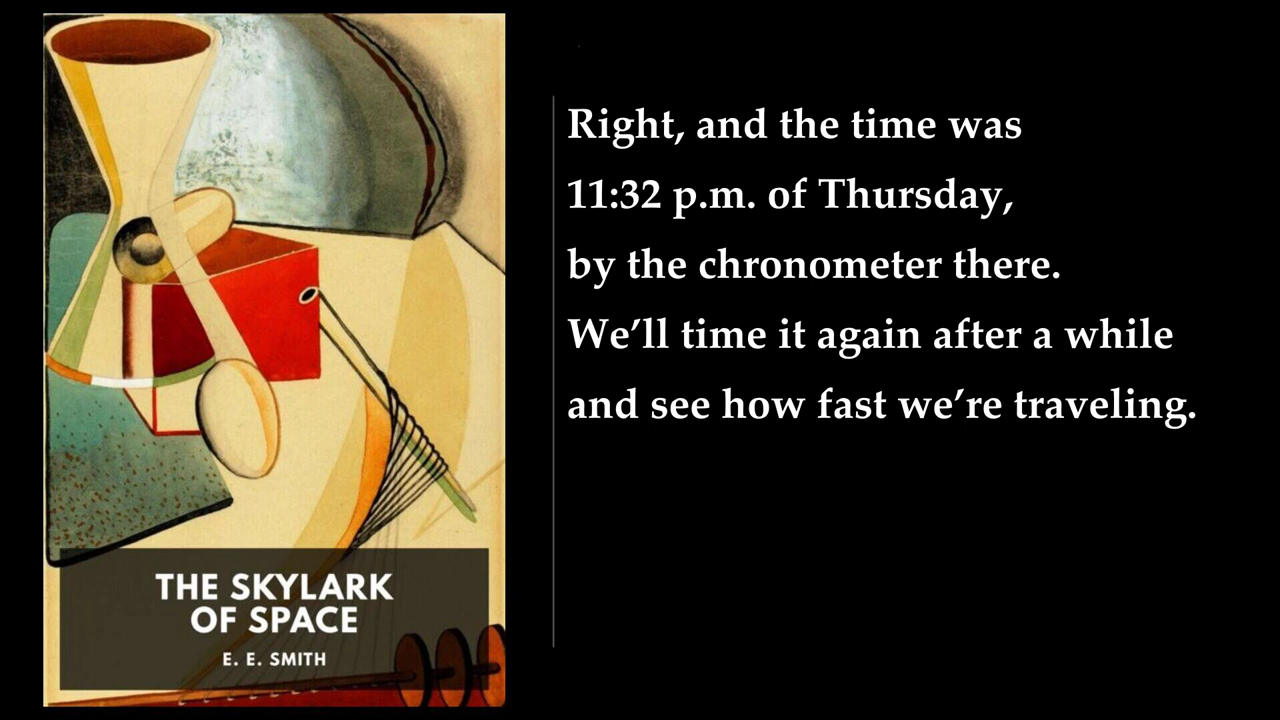 THE SKYLARK
OF SPACE
E. E. SMITH
Right, and the time was
11:32 p.m. of Thursday,
by the chronometer there.
We’ll time it again after a while
and see how fast we’re traveling.